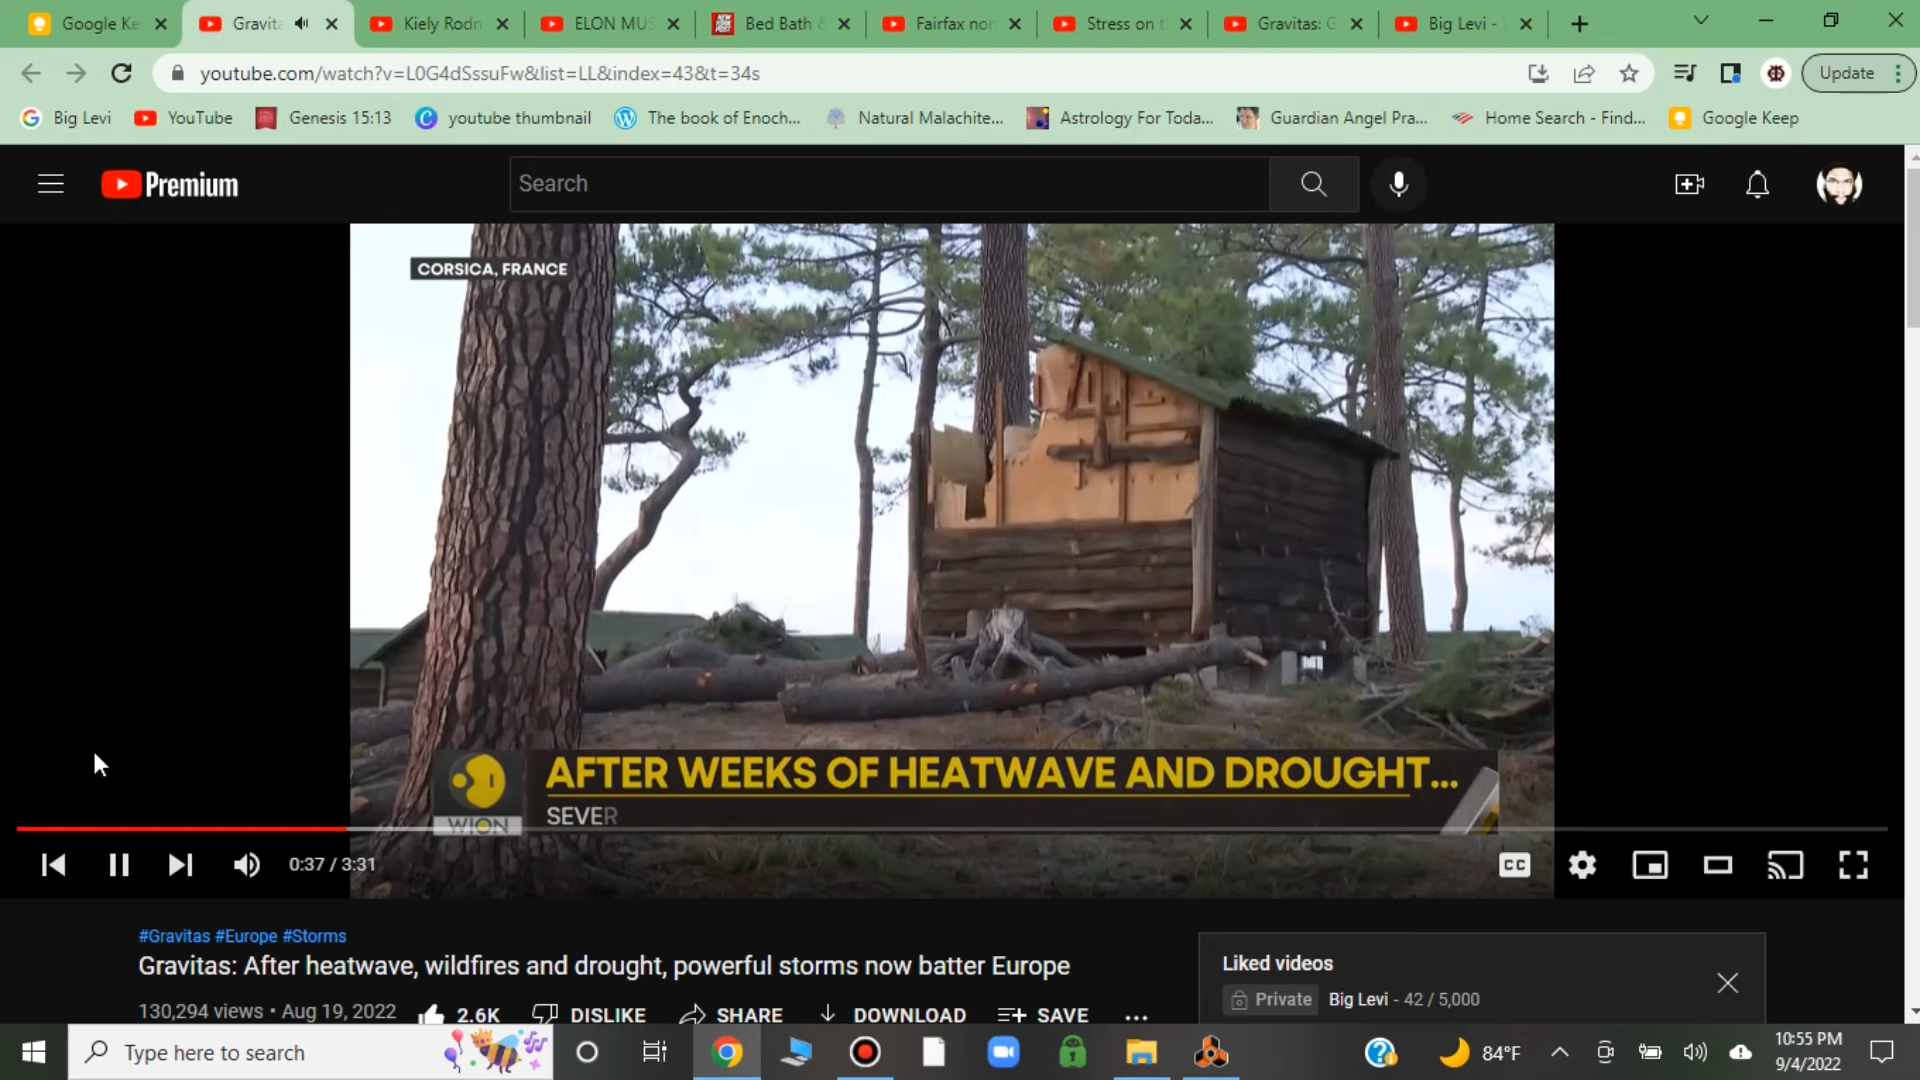 Google Ke
Gravita
Kiely Rodn
ELON MUS
Bed Bath &
Fairfax nor
Stress on t
Gravitas: G
Big Levi -
youtube.com/watch?v=L0G4dSssuFw&list=LL&index=43&t=34s
Update
Big Levi
YouTube
Genesis 15:13
youtube thumbnail
The book of Enoch...
Natural Malachite...
Astrology For Toda...
Guardian Angel Pra...
Home Search - Find...
Google Keep
Premium
Search
CORSICA, FRANCE
AFTER WEEKS OF HEATWAVE AND DROUGHT...
SEVER
WION
0:37 / 3:31
CC
#Gravitas #Europe #Storms
Gravitas: After heatwave, wildfires and drought, powerful storms now batter Europe
130,294 views • Aug 19, 2022
2.6K
DISLIKE
SHARE
DOWNLOAD
SAVE
Liked videos
Private
Big Levi - 42 / 5,000
Type here to search
84°F
10:55 PM
9/4/2022